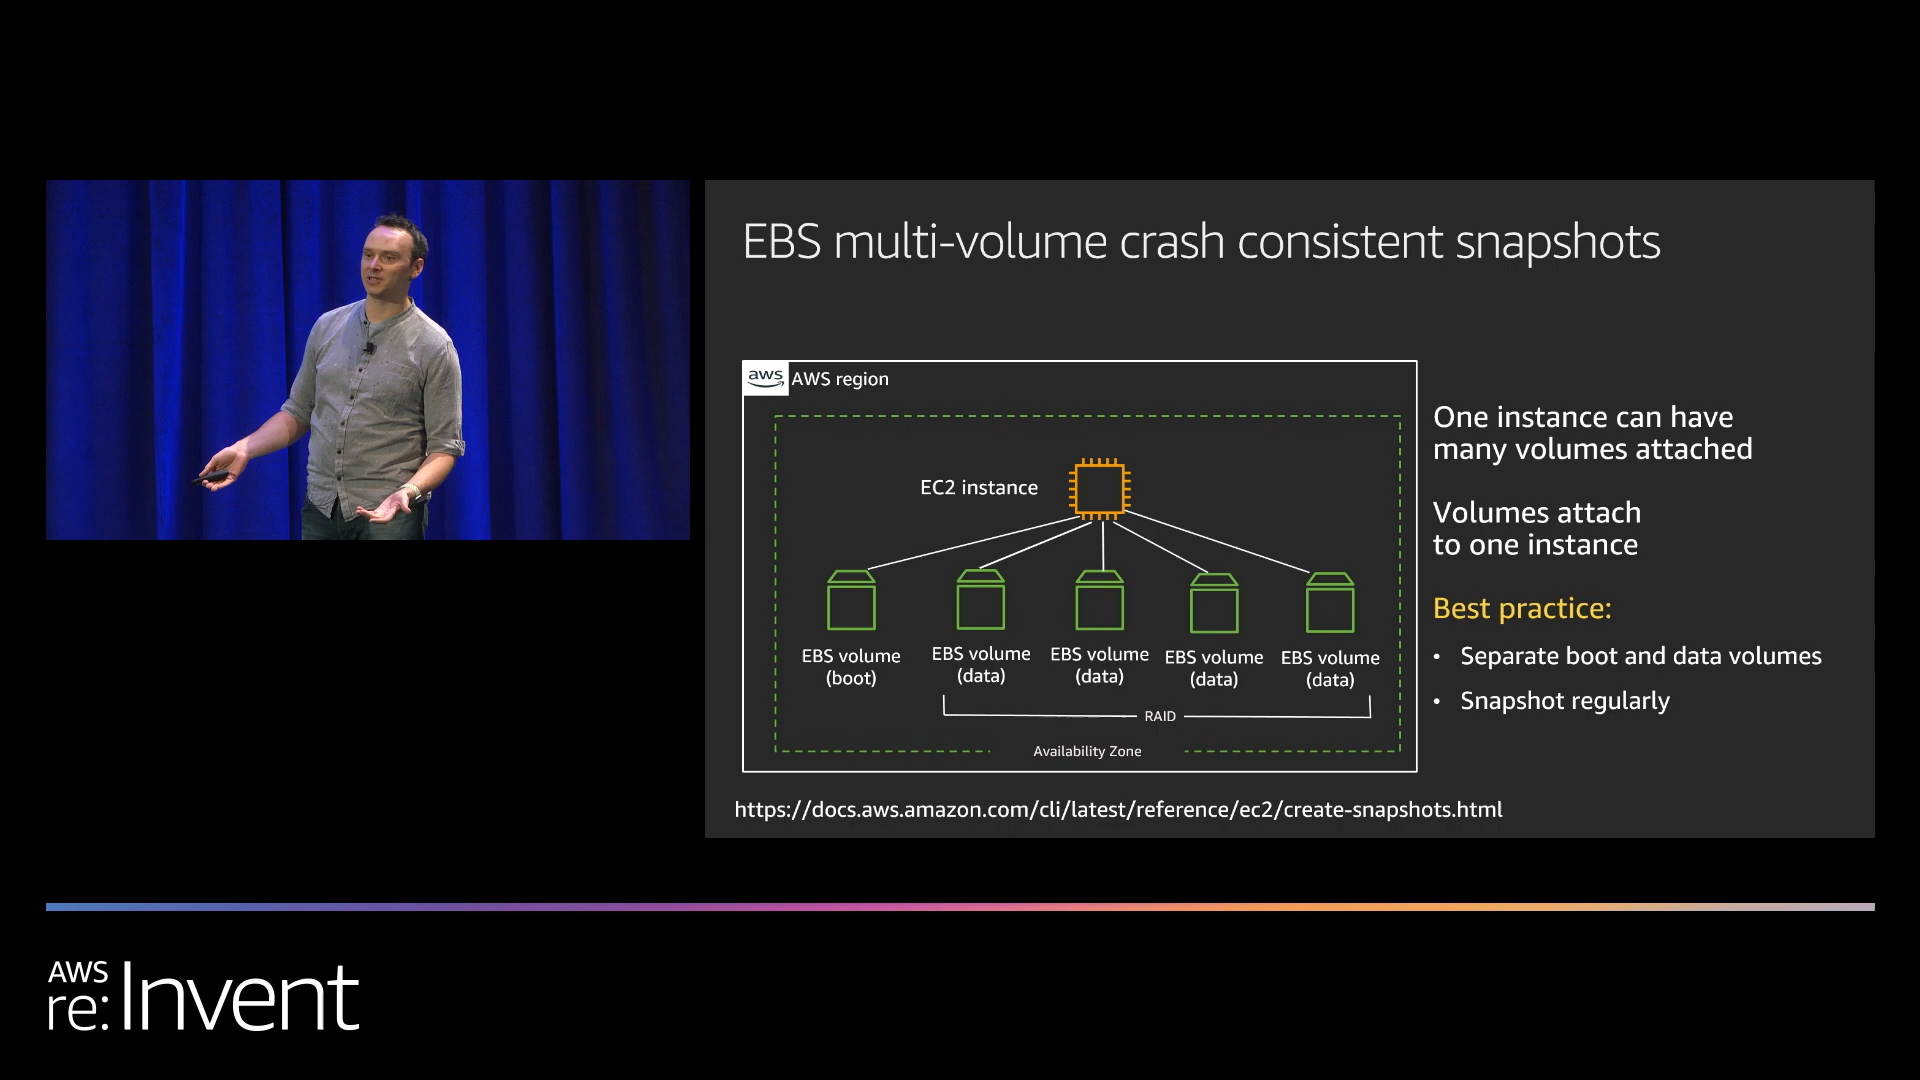 EBS multi-volume crash consistent snapshots
aws
AWS region
EC2 instance
EBS volume
(boot)
EBS volume
(data)
EBS volume
(data)
EBS volume
(data)
EBS volume
(data)
RAID
Availability Zone
One instance can have
many volumes attached
Volumes attach
to one instance
Best practice:
• Separate boot and data volumes
• Snapshot regularly
https://docs.aws.amazon.com/cli/latest/reference/ec2/create-snapshots.html
AWS
re:Invent